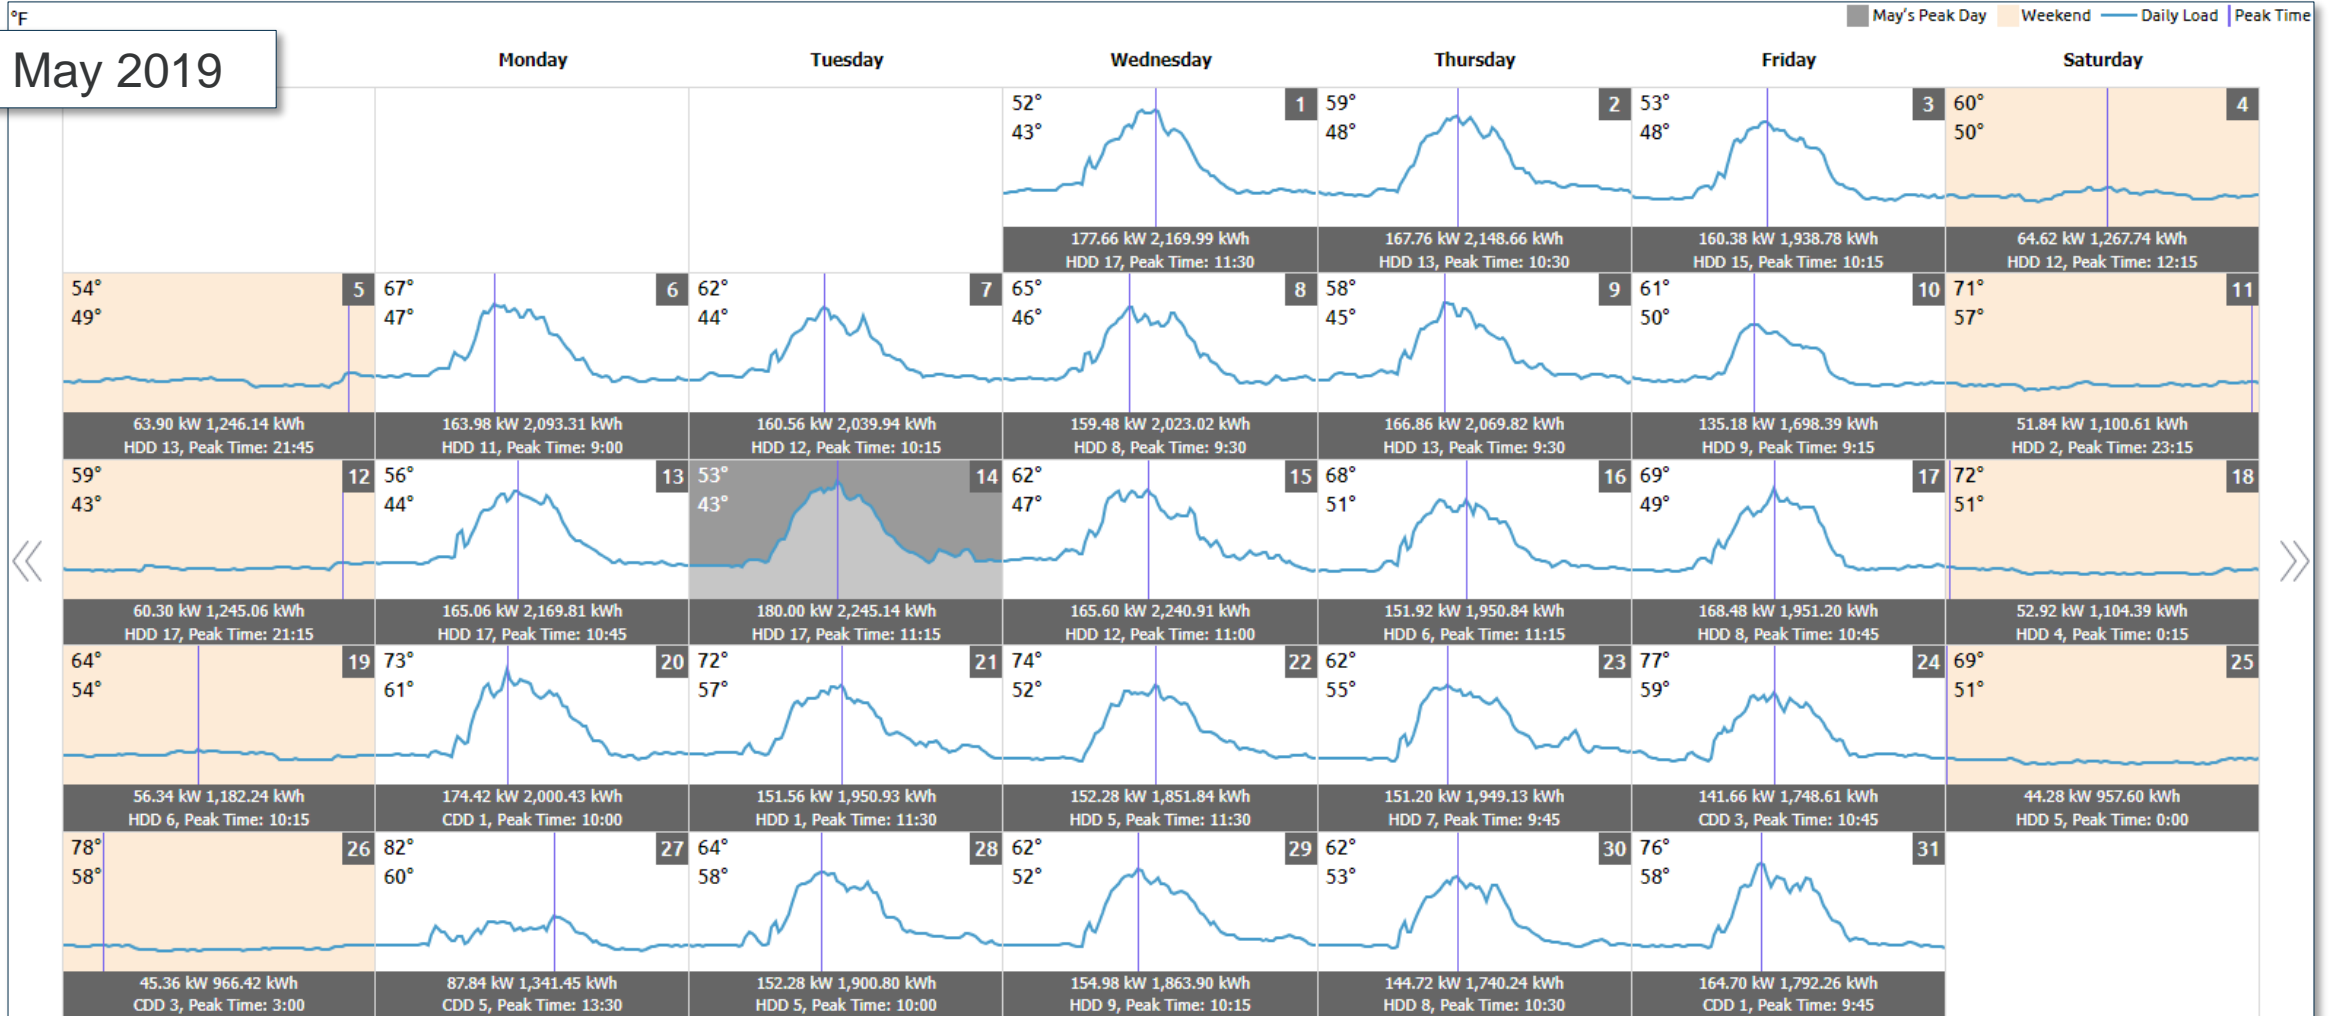 °F
May's Peak Day Weekend Daily Load Peak Time
May 2019
Monday Tuesday Wednesday Thursday Friday Saturday
52° 1 59° 2 53° 3 60° 4
43° 48° 48° 50°
177.66 kW 2,169.99 kWh 167.76 kW 2,148.66 kWh 160.38 kW 1,938.78 kWh 64.62 kW 1,267.74 kWh
HDD 17, Peak Time: 11:30 HDD 13, Peak Time: 10:30 HDD 15, Peak Time: 10:15 HDD 12, Peak Time: 12:15
54° 5 67° 6 62° 7 65° 8 58° 9 61° 10 71° 11
49° 47° 44° 46° 45° 50° 57°
63.90 kW 1,246.14 kWh 163.98 kW 2,093.31 kWh 160.56 kW 2,039.94 kWh 159.48 kW 2,023.02 kWh 166.86 kW 2,069.82 kWh 135.18 kW 1,698.39 kWh 51.84 kW 1,100.61 kWh
HDD 13, Peak Time: 21:45 HDD 11, Peak Time: 9:00 HDD 12, Peak Time: 10:15 HDD 8, Peak Time: 9:30 HDD 13, Peak Time: 9:30 HDD 9, Peak Time: 9:15 HDD 2, Peak Time: 23:15
59° 12 56° 13 53° 14 62° 15 68° 16 69° 17 72° 18
43° 44° 43° 47° 51° 49° 51°
60.30 kW 1,245.06 kWh 165.06 kW 2,169.81 kWh 180.00 kW 2,245.14 kWh 165.60 kW 2,240.91 kWh 151.92 kW 1,950.84 kWh 168.48 kW 1,951.20 kWh 52.92 kW 1,104.39 kWh
HDD 17, Peak Time: 21:15 HDD 17, Peak Time: 10:45 HDD 17, Peak Time: 11:15 HDD 12, Peak Time: 11:00 HDD 6, Peak Time: 11:15 HDD 8, Peak Time: 10:45 HDD 4, Peak Time: 0:15
64° 19 73° 20 72° 21 74° 22 62° 23 77° 24 69° 25
54° 61° 57° 52° 55° 59° 51°
56.34 kW 1,182.24 kWh 174.42 kW 2,000.43 kWh 151.56 kW 1,950.93 kWh 152.28 kW 1,851.84 kWh 151.20 kW 1,949.13 kWh 141.66 kW 1,748.61 kWh 44.28 kW 957.60 kWh
HDD 6, Peak Time: 10:15 CDD 1, Peak Time: 10:00 HDD 1, Peak Time: 11:30 HDD 5, Peak Time: 11:30 HDD 7, Peak Time: 9:45 CDD 3, Peak Time: 10:45 HDD 5, Peak Time: 0:00
78° 26 82° 27 64° 28 62° 29 62° 30 76° 31
58° 60° 58° 52° 53° 58°
45.36 kW 966.42 kWh 87.84 kW 1,341.45 kWh 152.28 kW 1,900.80 kWh 154.98 kW 1,863.90 kWh 144.72 kW 1,740.24 kWh 164.70 kW 1,792.26 kWh
CDD 3, Peak Time: 3:00 CDD 5, Peak Time: 13:30 HDD 5, Peak Time: 10:00 HDD 9, Peak Time: 10:15 HDD 8, Peak Time: 10:30 CDD 1, Peak Time: 9:45